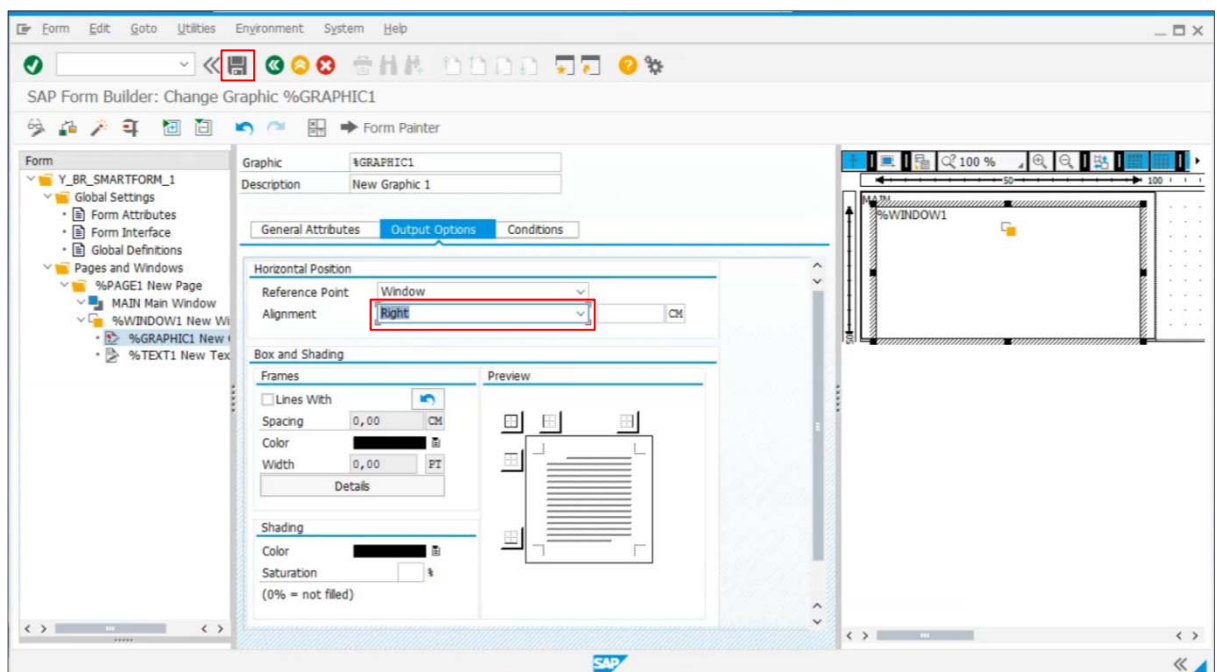 Form Edit Goto Utilities Environment System Help
SAP Form Builder: Change Graphic %GRAPHIC1
Form Painter
Form
Y_BR_SMARTFORM_1
Global Settings
Form Attributes
Form Interface
Global Definitions
Pages and Windows
%PAGE1 New Page
MAIN Main Window
%WINDOW1 New Wi
%GRAPHIC1 New
%TEXT1 New Tex
Graphic %GRAPHIC1
Description New Graphic 1
General Attributes Output Options Conditions
Horizontal Position
Reference Point Window
Alignment Right CM
Box and Shading
Frames
Lines With
Spacing 0,00 CM
Color
Width 0,00 PT
Details
Preview
Shading
Color
Saturation %
(0% = not filled)
100 %
50 100
MAIN
%WINDOW1
50
SAP